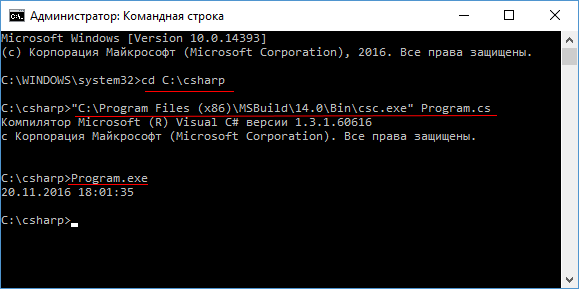 Администратор: Командная строка
Microsoft Windows [Version 10.0.14393]
(c) Корпорация Майкрософт (Microsoft Corporation), 2016. Все права защищены.
C:\WINDOWS\system32>cd C:\csharp
C:\csharp>"C:\Program Files (x86)\MSBuild\14.0\Bin\csc.exe" Program.cs
Компилятор Microsoft (R) Visual C# версии 1.3.1.60616
с Корпорация Майкрософт (Microsoft Corporation). Все права защищены.
C:\csharp>Program.exe
20.11.2016 18:01:35
C:\csharp>